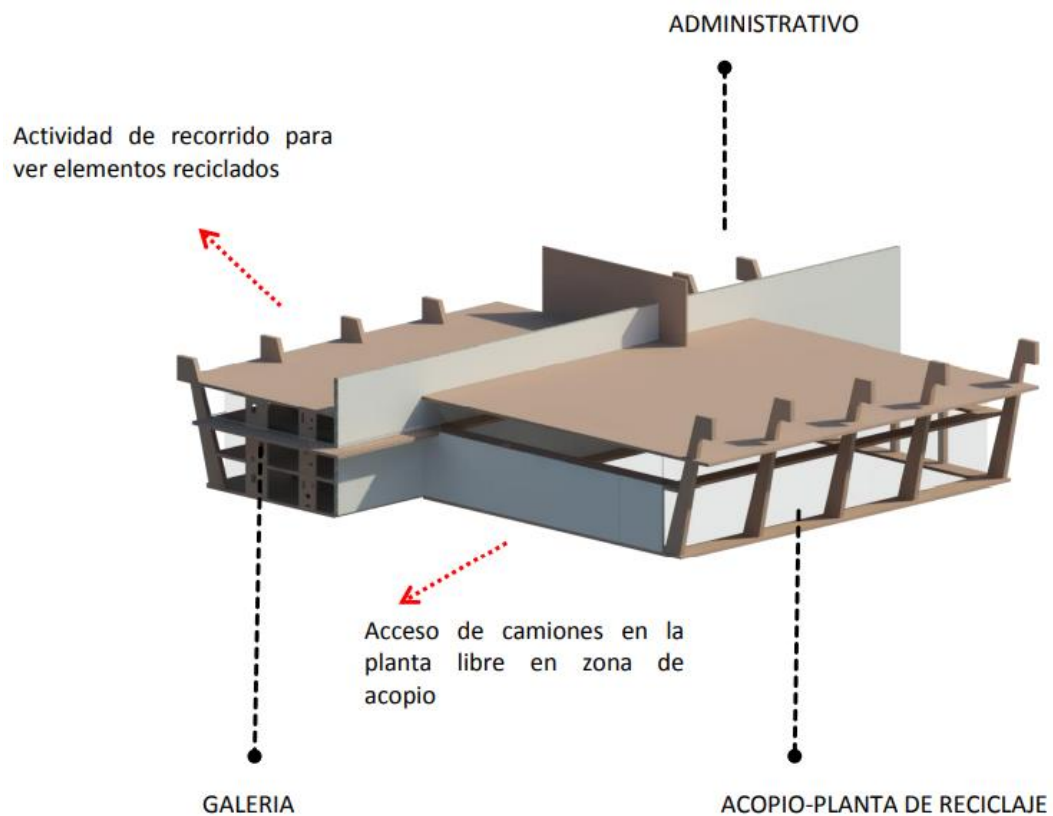 ADMINISTRATIVO
Actividad de recorrido para
ver elementos reciclados
Acceso de camiones en la
planta libre en zona de
acopio
GALERIA
ACOPIO-PLANTA DE RECICLAJE